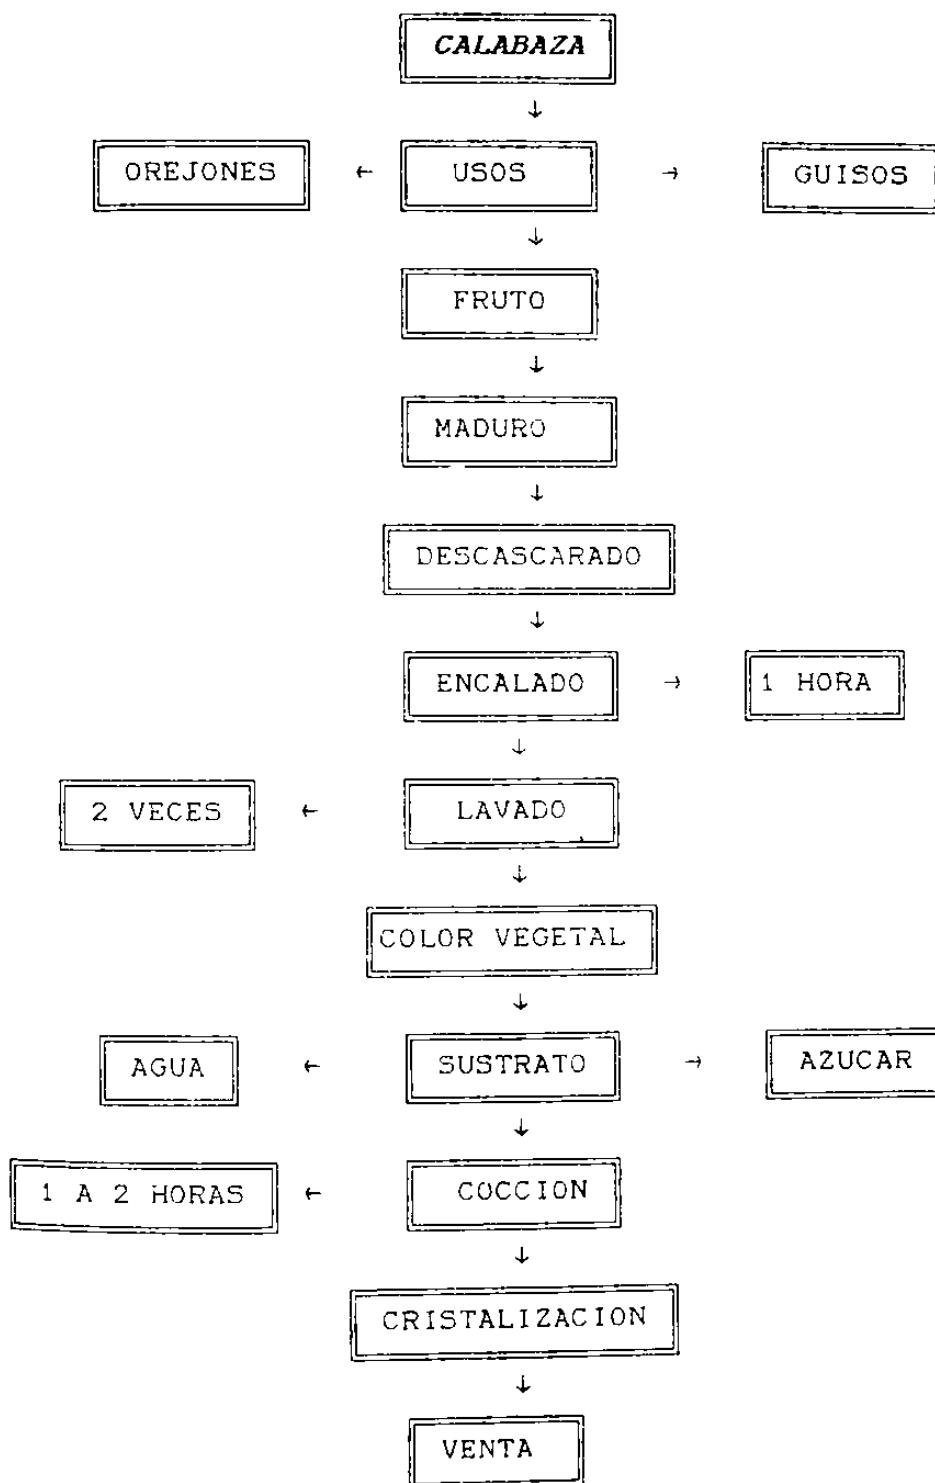 CALABAZA
↓
OREJONES ← USOS → GUISOS
↓
FRUTO
↓
MADURO
↓
DESCASCARADO
↓
ENCALADO → 1 HORA
↓
2 VECES ← LAVADO
↓
COLOR VEGETAL
↓
AGUA ← SUSTRATO → AZUCAR
↓
1 A 2 HORAS ← COCCION
↓
CRISTALIZACION
↓
VENTA